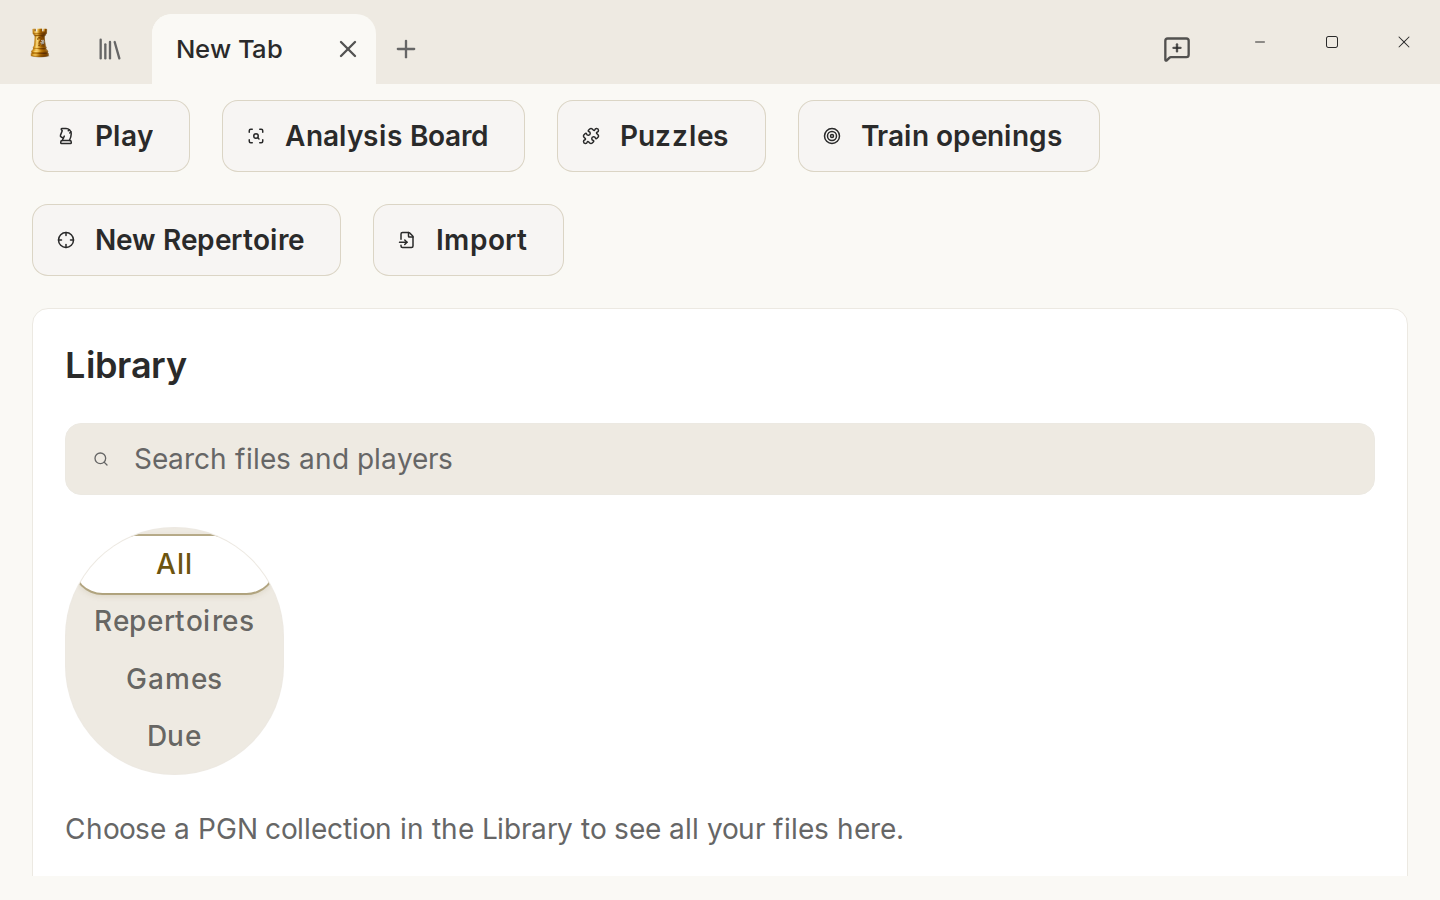 New Tab
Play
Analysis Board
Puzzles
Train openings
New Repertoire
Import
Library
Search files and players
All
Repertoires
Games
Due
Choose a PGN collection in the Library to see all your files here.